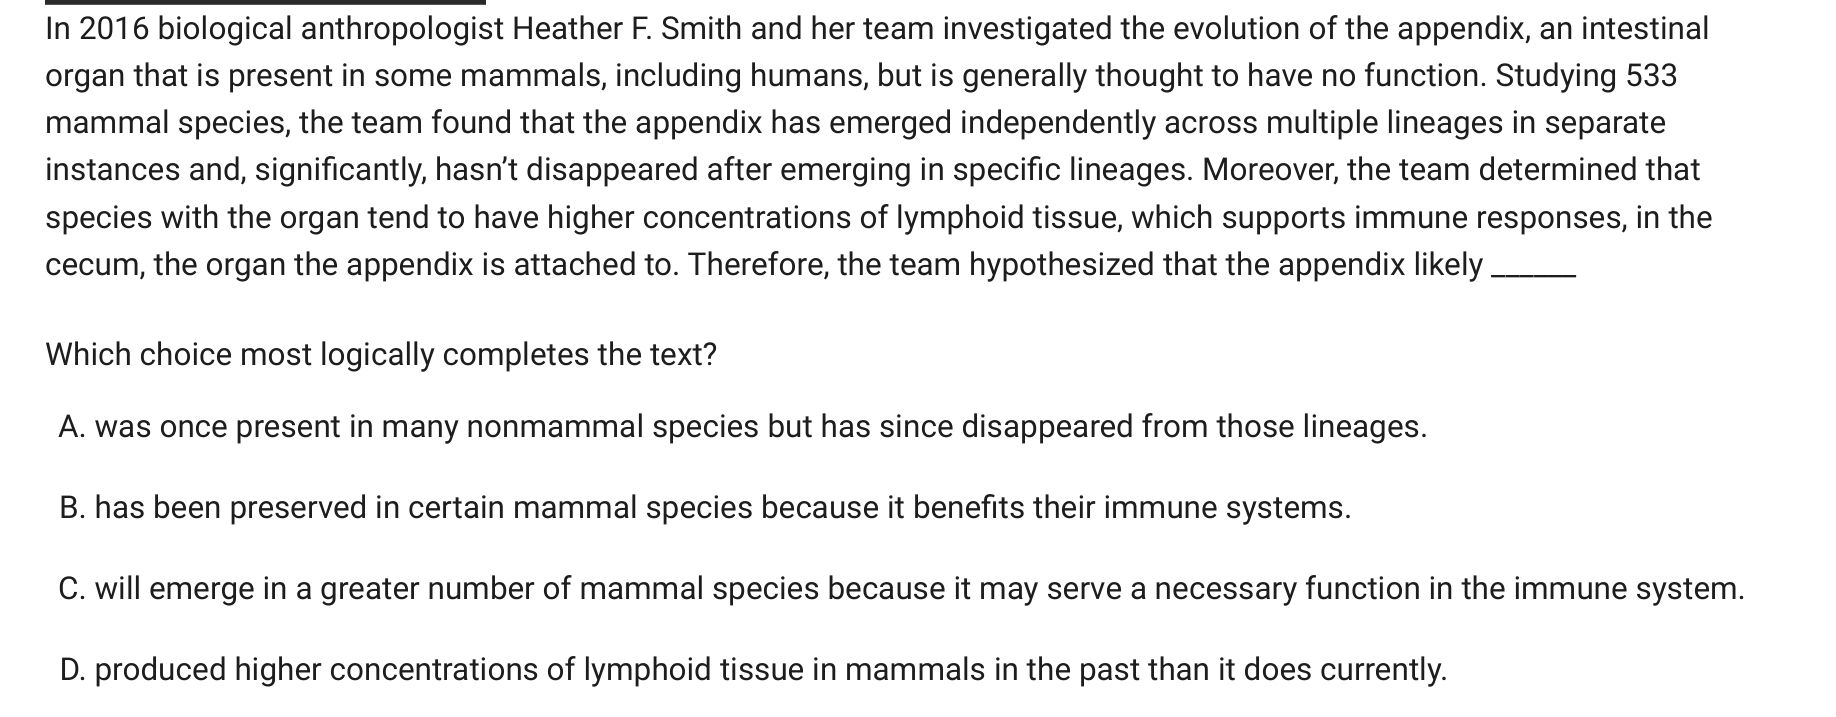 In 2016 biological anthropologist Heather F. Smith and her team investigated the evolution of the appendix, an intestinal
organ that is present in some mammals, including humans, but is generally thought to have no function. Studying 533
mammal species, the team found that the appendix has emerged independently across multiple lineages in separate
instances and, significantly, hasn’t disappeared after emerging in specific lineages. Moreover, the team determined that
species with the organ tend to have higher concentrations of lymphoid tissue, which supports immune responses, in the
cecum, the organ the appendix is attached to. Therefore, the team hypothesized that the appendix likely ______
Which choice most logically completes the text?
A. was once present in many nonmammal species but has since disappeared from those lineages.
B. has been preserved in certain mammal species because it benefits their immune systems.
C. will emerge in a greater number of mammal species because it may serve a necessary function in the immune system.
D. produced higher concentrations of lymphoid tissue in mammals in the past than it does currently.